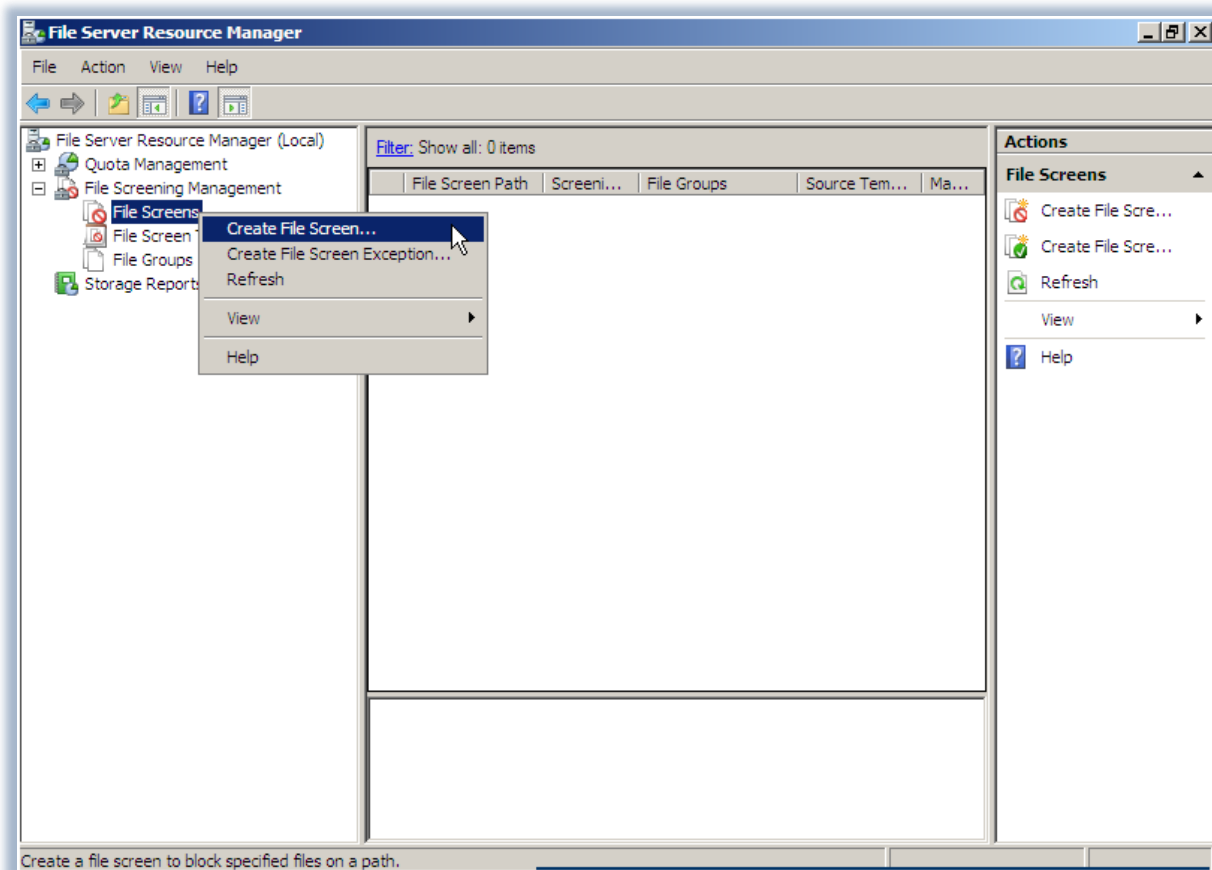 File Server Resource Manager
File Action View Help
File Server Resource Manager (Local)
Quota Management
File Screening Management
File Screens
File Screen
File Groups
Storage Reports
Create File Screen...
Create File Screen Exception...
Refresh
View
Help
Filter: Show all: 0 items
File Screen Path Screeni... File Groups Source Tem... Ma...
Actions
File Screens
Create File Scre...
Create File Scre...
Refresh
View
Help
Create a file screen to block specified files on a path.